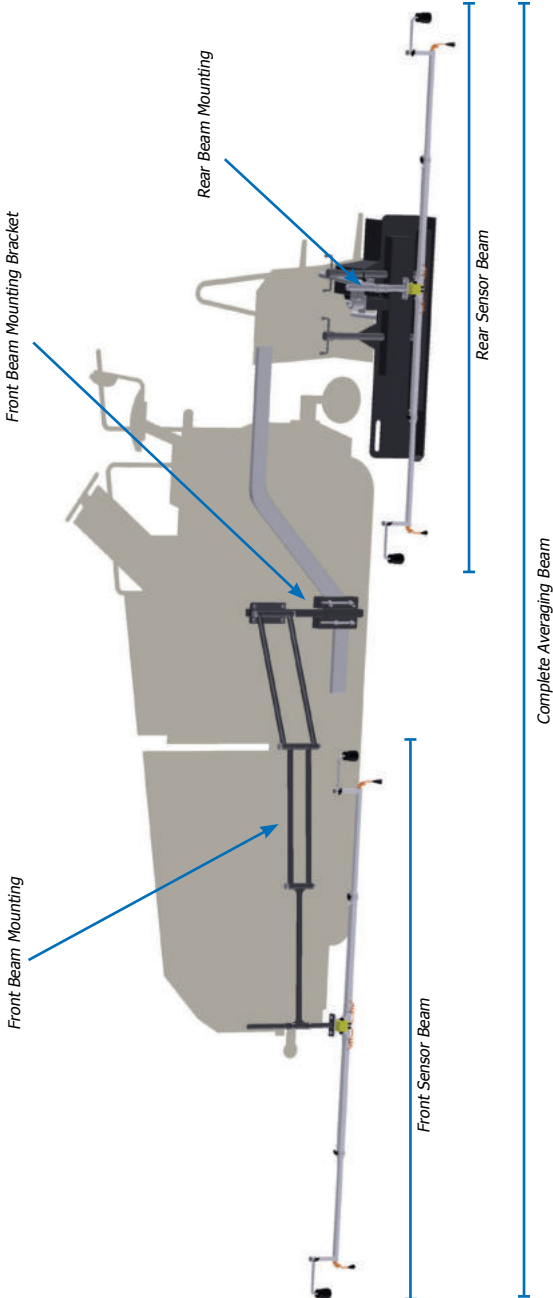 Front Beam Mounting
Front Beam Mounting Bracket
Rear Beam Mounting
Front Sensor Beam
Rear Sensor Beam
Complete Averaging Beam